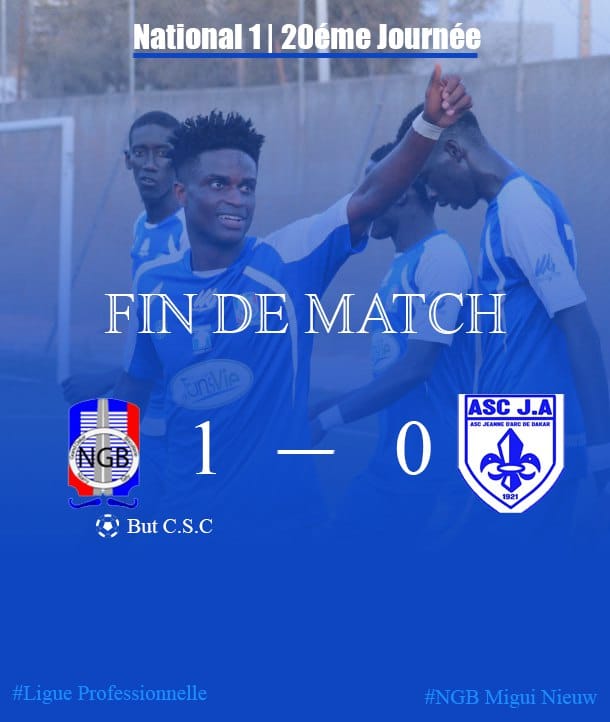 National 1 | 20éme Journée
TunisVie
FIN DE MATCH
NGB
1 — 0
ASC J.A
ASC JEANNE D'ARC DE DAKAR
1921
But C.S.C
#Ligue Professionnelle
#NGB Migui Nieuw